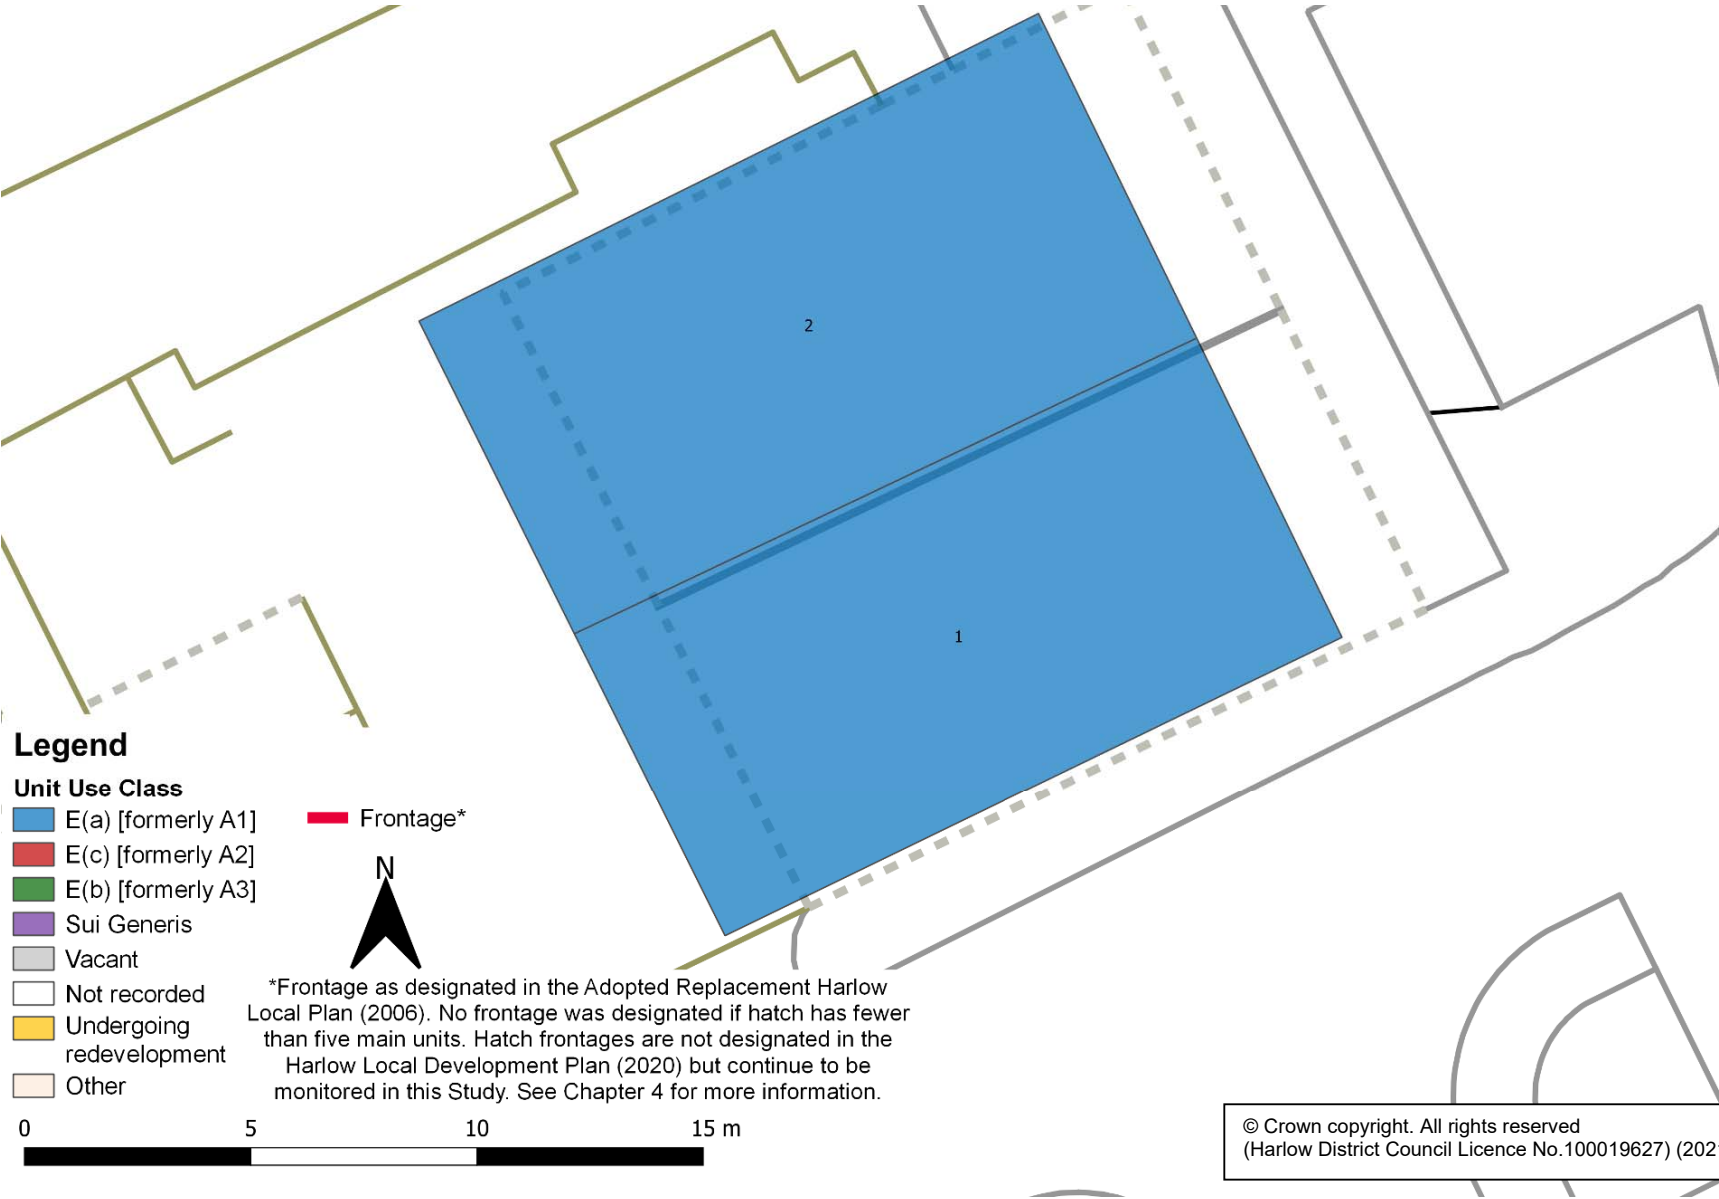 2
1
Legend
Unit Use Class
E(a) [formerly A1]
E(c) [formerly A2]
E(b) [formerly A3]
Sui Generis
Vacant
Not recorded
Undergoing
redevelopment
Other
Frontage*
N
*Frontage as designated in the Adopted Replacement Harlow
Local Plan (2006). No frontage was designated if hatch has fewer
than five main units. Hatch frontages are not designated in the
Harlow Local Development Plan (2020) but continue to be
monitored in this Study. See Chapter 4 for more information.
0 5 10 15 m
© Crown copyright. All rights reserved
(Harlow District Council Licence No.100019627)